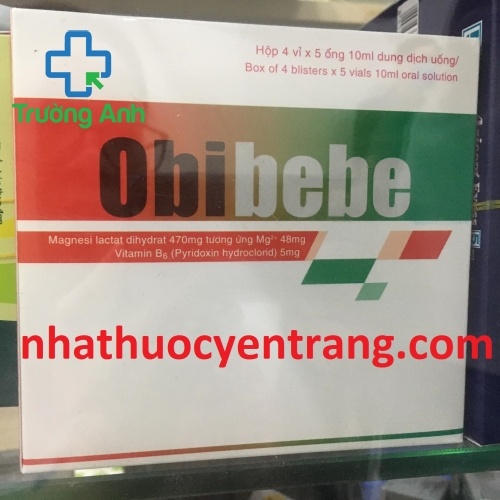 Hộp 4 vỉ x 5 ống 10ml dung dịch uống/
Box of 4 blisters x 5 vials 10ml oral solution
Trường Anh
Obibebe
Magnesi lactat dihydrat 470mg tương ứng Mg²⁺ 48mg
Vitamin B₆ (Pyridoxin hydroclorid) 5mg
nhathuocyentrang.com